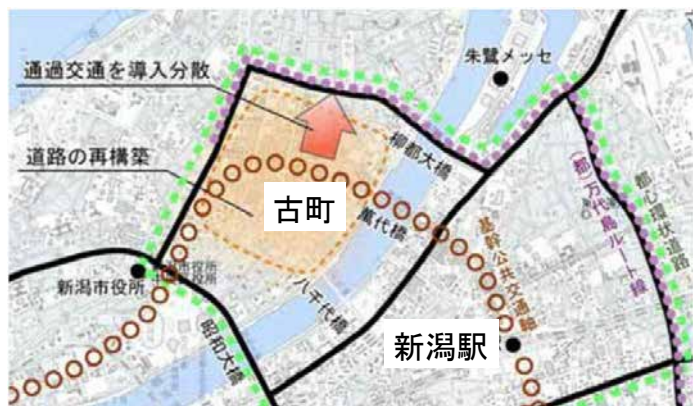 通過交通を導入分散
朱鷺メッセ
道路の再構築
柳都大橋
古町
萬代橋
(都)万代島ルート線
都心環状道路
基幹公共交通軸
新潟市役所
八千代橋
昭和大橋
新潟駅